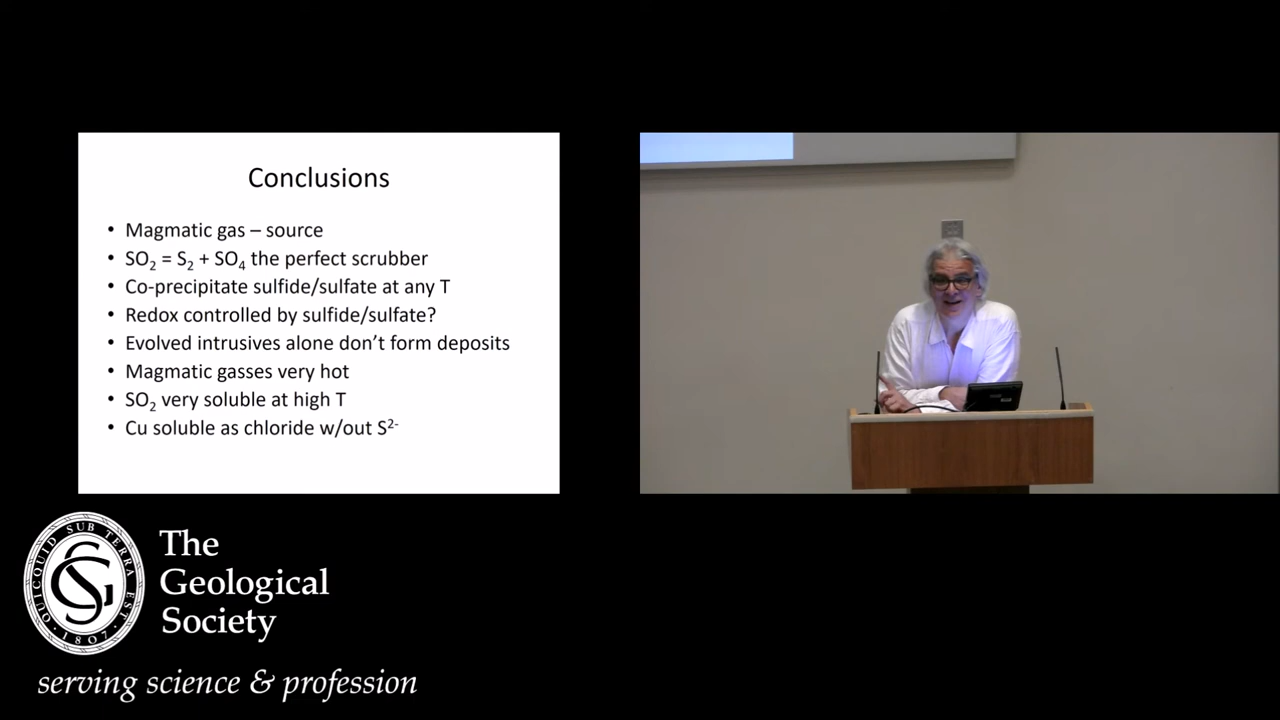 Conclusions
• Magmatic gas – source
• SO₂ = S₂ + SO₄ the perfect scrubber
• Co-precipitate sulfide/sulfate at any T
• Redox controlled by sulfide/sulfate?
• Evolved intrusives alone don’t form deposits
• Magmatic gasses very hot
• SO₂ very soluble at high T
• Cu soluble as chloride w/out S²⁻
QUICQUID SUB TERRA EST
1807
The
Geological
Society
serving science & profession